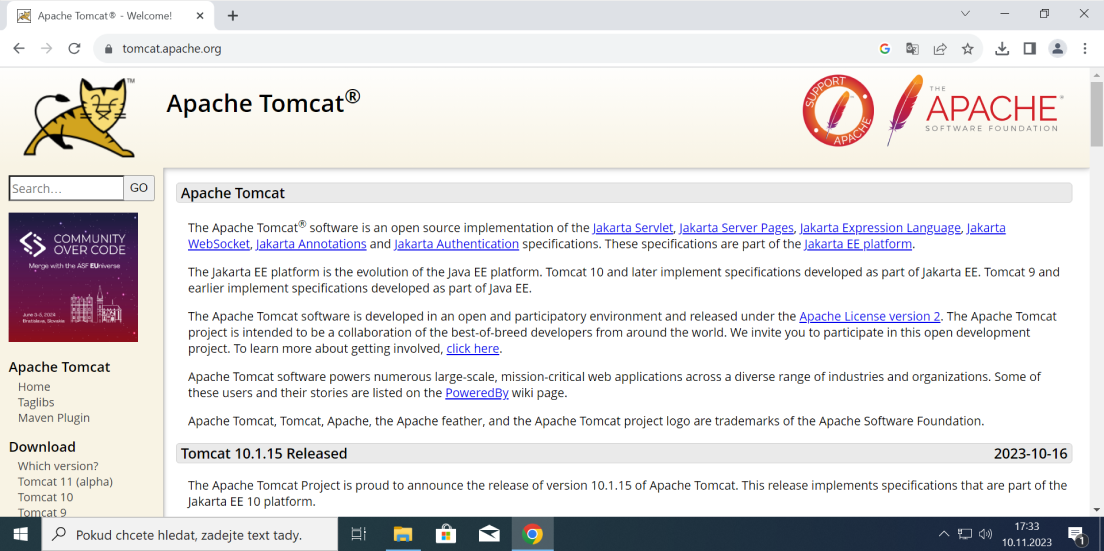 Apache Tomcat® - Welcome!
tomcat.apache.org
TM
Apache Tomcat®
SUPPORT APACHE
THE
APACHE®
SOFTWARE FOUNDATION
Search…
GO
COMMUNITY
OVER CODE
Merge with the ASF EUniverse
June 3-5, 2024
Bratislava, Slovakia
Apache Tomcat
Home
Taglibs
Maven Plugin
Download
Which version?
Tomcat 11 (alpha)
Tomcat 10
Tomcat 9
Apache Tomcat
The Apache Tomcat® software is an open source implementation of the Jakarta Servlet, Jakarta Server Pages, Jakarta Expression Language, Jakarta
WebSocket, Jakarta Annotations and Jakarta Authentication specifications. These specifications are part of the Jakarta EE platform.
The Jakarta EE platform is the evolution of the Java EE platform. Tomcat 10 and later implement specifications developed as part of Jakarta EE. Tomcat 9 and
earlier implement specifications developed as part of Java EE.
The Apache Tomcat software is developed in an open and participatory environment and released under the Apache License version 2. The Apache Tomcat
project is intended to be a collaboration of the best-of-breed developers from around the world. We invite you to participate in this open development
project. To learn more about getting involved, click here.
Apache Tomcat software powers numerous large-scale, mission-critical web applications across a diverse range of industries and organizations. Some of
these users and their stories are listed on the PoweredBy wiki page.
Apache Tomcat, Tomcat, Apache, the Apache feather, and the Apache Tomcat project logo are trademarks of the Apache Software Foundation.
Tomcat 10.1.15 Released 2023-10-16
The Apache Tomcat Project is proud to announce the release of version 10.1.15 of Apache Tomcat. This release implements specifications that are part of the
Jakarta EE 10 platform.
Pokud chcete hledat, zadejte text tady.
17:33
10.11.2023
1